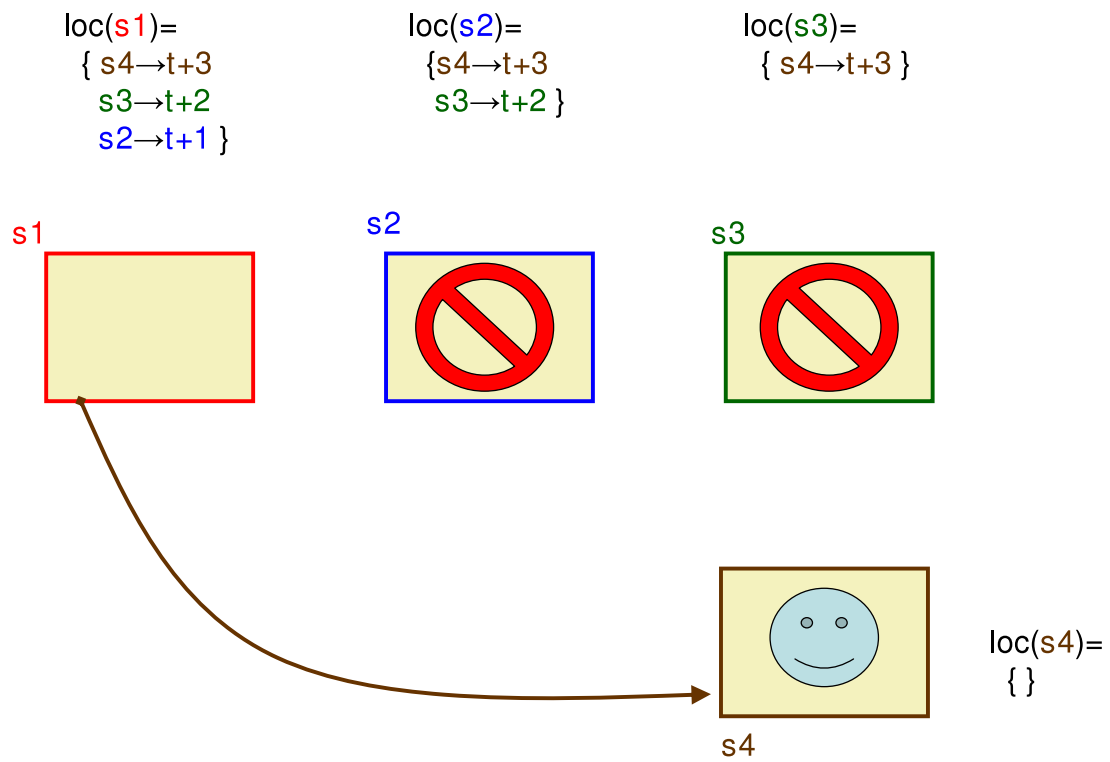 loc(s1)=
{ s4→t+3
s3→t+2
s2→t+1 }
loc(s2)=
{s4→t+3
s3→t+2 }
loc(s3)=
{ s4→t+3 }
s1
s2
s3
loc(s4)=
{ }
s4